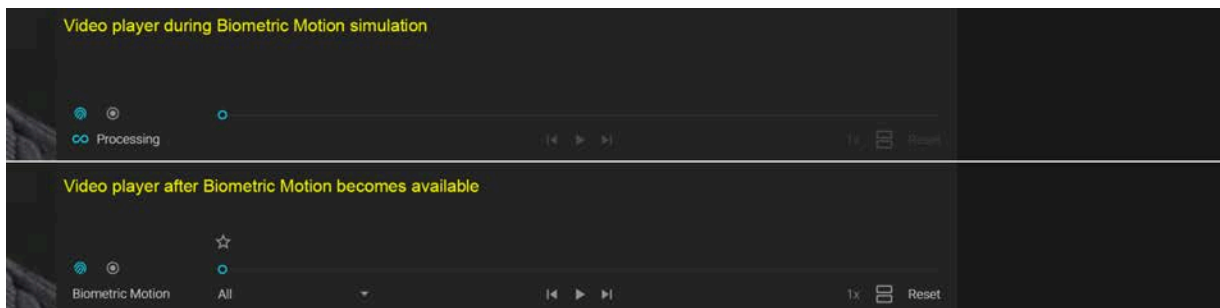 Video player during Biometric Motion simulation
Processing
1x Reset
Video player after Biometric Motion becomes available
Biometric Motion All 1x Reset